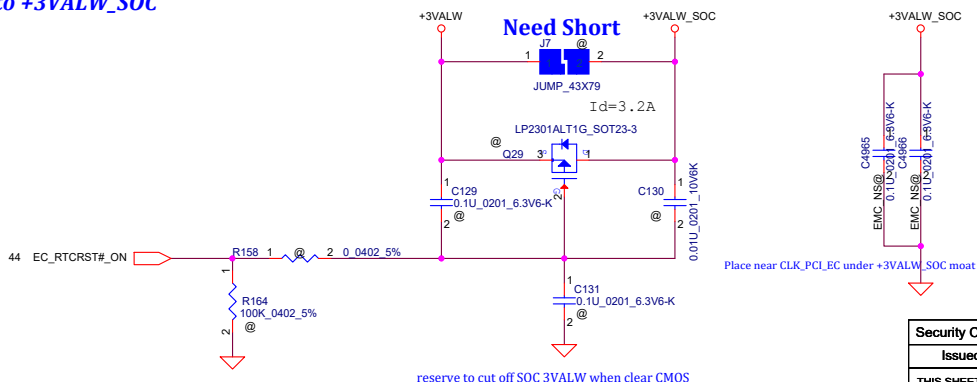 to +3VALW_SOC
+3VALW
+3VALW_SOC
+3VALW_SOC
Need Short
J7
@
1
1
2
2
JUMP_43X79
Id=3.2A
LP2301ALT1G_SOT23-3
@
Q29
3
1
2
G
1
C129
0.1U_0201_6.3V6-K
@
2
C130
1
@
2
0.01U_0201_10V6K
C4965
0.1U_0201_6.3V6-K
EMC_NS@
2
C4966
0.1U_0201_6.3V6-K
EMC_NS@
2
44 EC_RTCRST#_ON
R158 1 @ 2 0_0402_5%
1
R164
100K_0402_5%
2
@
1
C131
0.1U_0201_6.3V6-K
2
@
Place near CLK_PCI_EC under +3VALW_SOC moat
reserve to cut off SOC 3VALW when clear CMOS
Security C
Issued
THIS SHEET